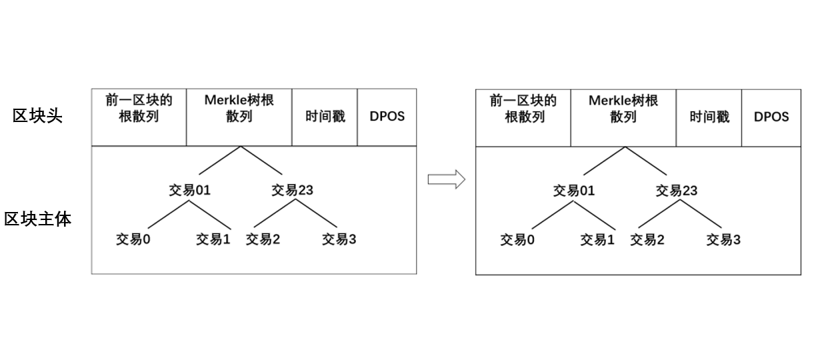 区块头
前一区块的
根散列
Merkle树根
散列
时间戳
DPOS
前一区块的
根散列
Merkle树根
散列
时间戳
DPOS
区块主体
交易01
交易23
交易0
交易1
交易2
交易3
交易01
交易23
交易0
交易1
交易2
交易3